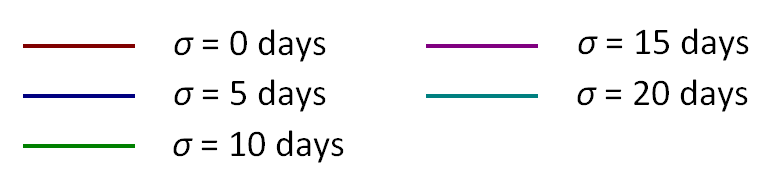 σ = 0 days
σ = 5 days
σ = 10 days
σ = 15 days
σ = 20 days